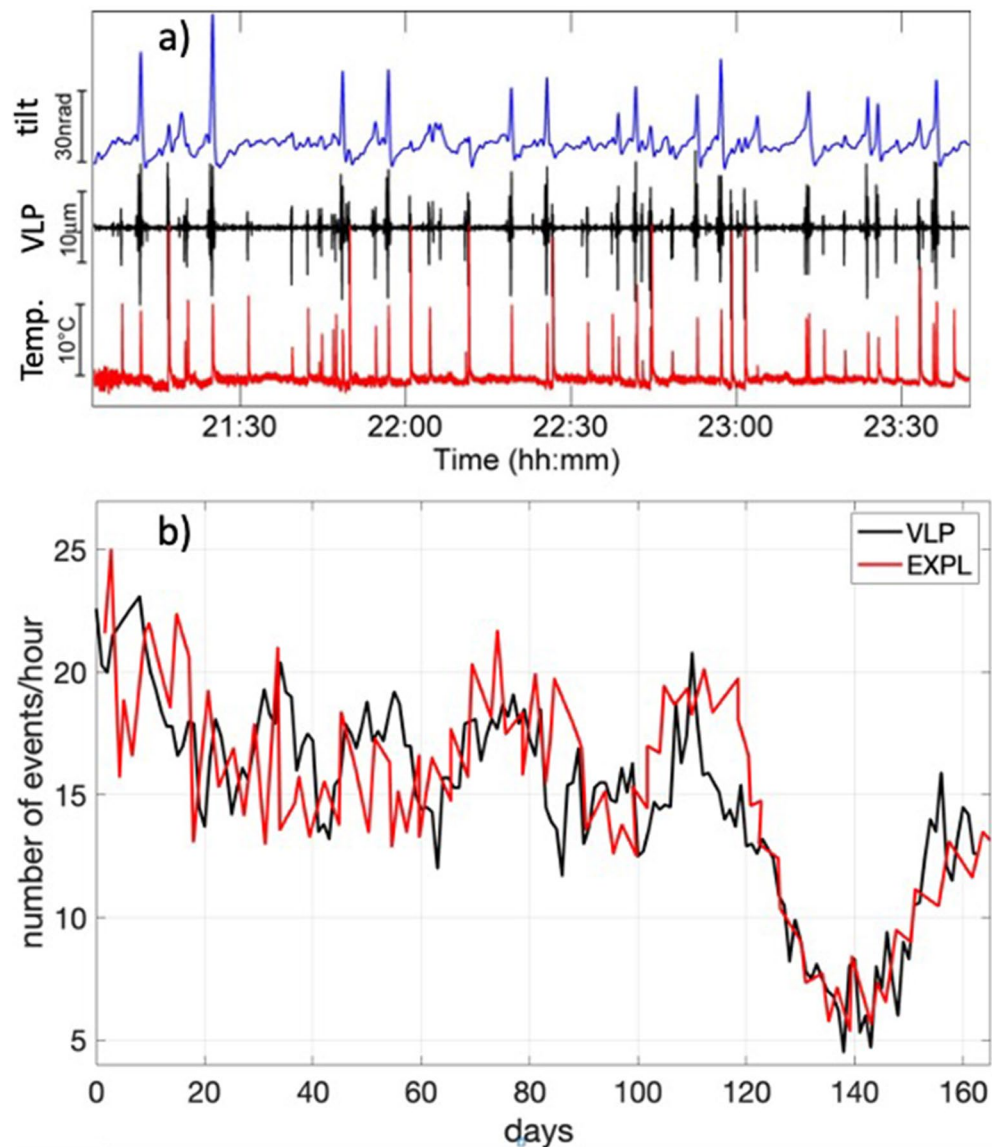 a)
tilt
30nrad
VLP
10µm
Temp.
10°C
21:30 22:00 22:30 23:00 23:30
Time (hh:mm)
b)
VLP
EXPL
number of events/hour
25
20
15
10
5
0 20 40 60 80 100 120 140 160
days